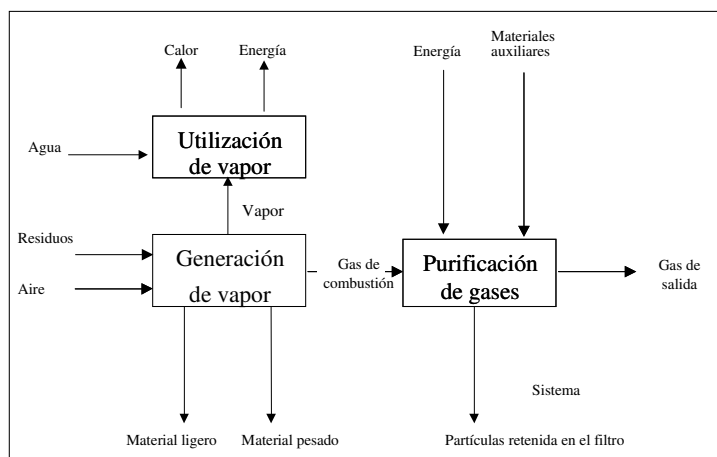 Calor
Energía
Energía
Materiales
auxiliares
Agua
Utilización
de vapor
Vapor
Residuos
Aire
Generación
de vapor
Gas de
combustión
Purificación
de gases
Gas de
salida
Sistema
Material ligero
Material pesado
Partículas retenida en el filtro